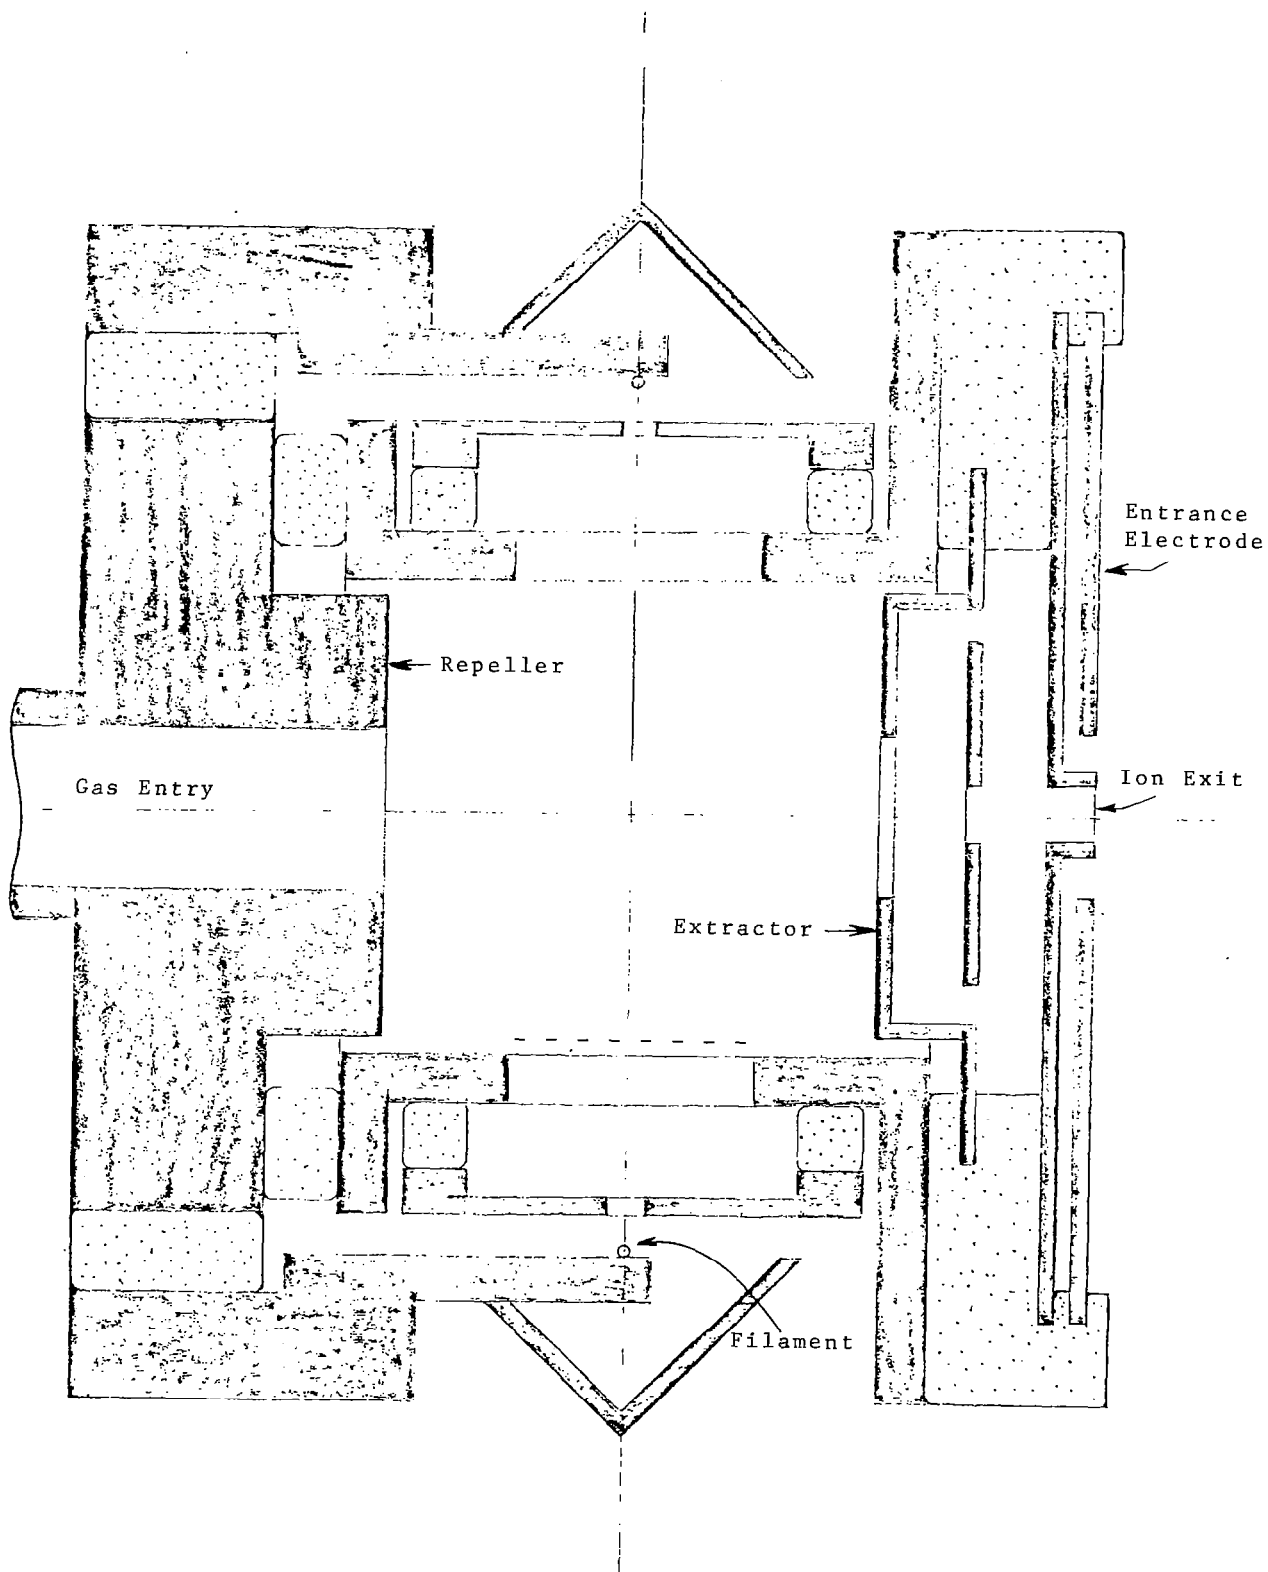 Entrance
Electrode
Repeller
Gas Entry
Ion Exit
Extractor
Filament